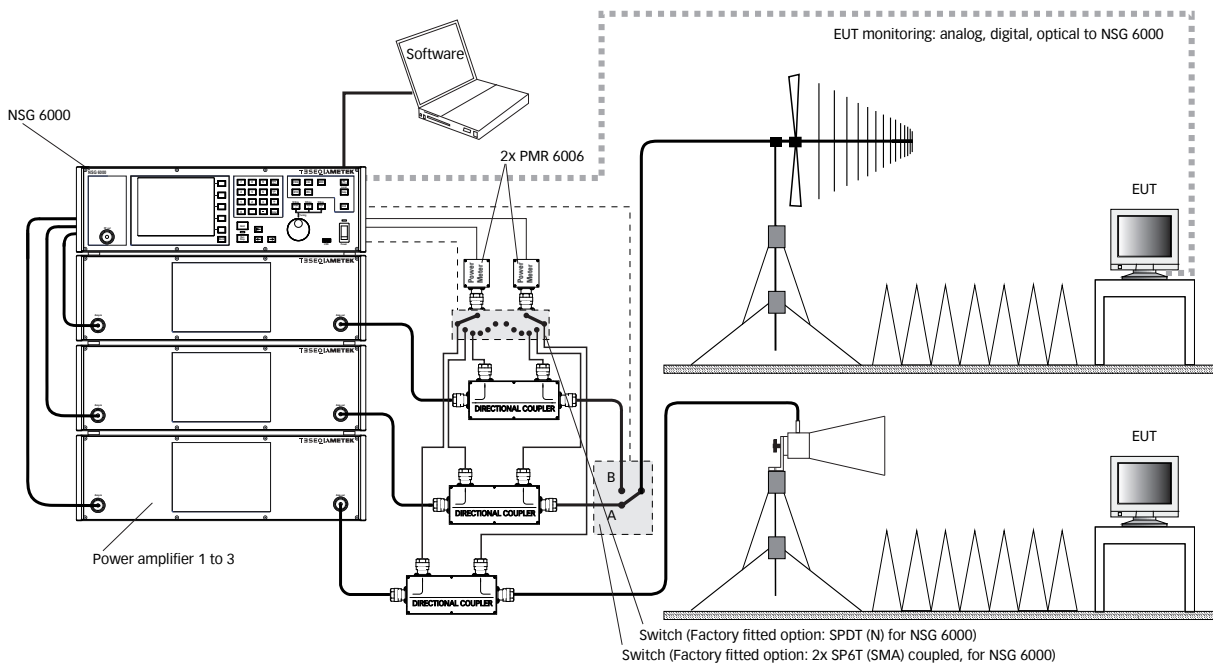 EUT monitoring: analog, digital, optical to NSG 6000
Software
NSG 6000
2x PMR 6006
NSG 6000
TESEQ
AMETEK
EUT
Power
Meter
Power
Meter
TESEQ
AMETEK
TESEQ
AMETEK
DIRECTIONAL COUPLER
TESEQ
AMETEK
EUT
B
A
DIRECTIONAL COUPLER
Power amplifier 1 to 3
DIRECTIONAL COUPLER
Switch (Factory fitted option: SPDT (N) for NSG 6000)
Switch (Factory fitted option: 2x SP6T (SMA) coupled, for NSG 6000)